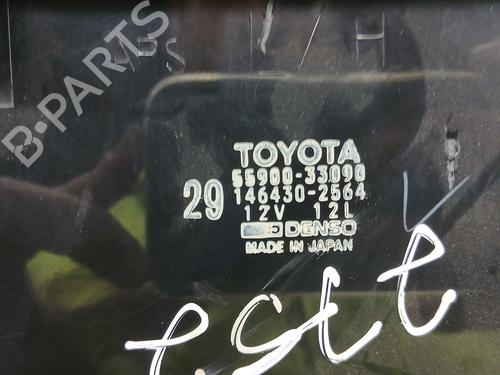 B-PARTS
TOYOTA
55900-33090
29 146430-2564
12V 12L
DENSO
MADE IN JAPAN